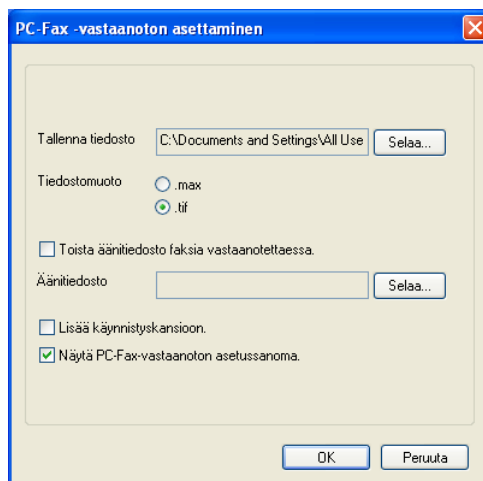 PC-Fax -vastaanoton asettaminen
Tallenna tiedosto C:\Documents and Settings\All Use Selaa...
Tiedostomuoto .max
.tif
Toista äänitiedosto faksia vastaanotettaessa.
Äänitiedosto Selaa...
Lisää käynnistyskansioon.
Näytä PC-Fax-vastaanoton asetussanoma.
OK Peruuta